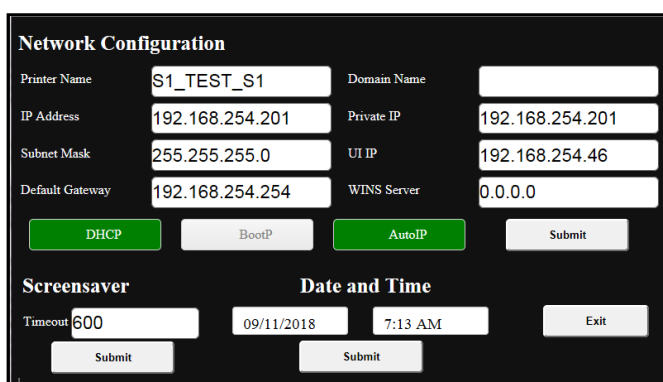 Network Configuration
Printer Name S1_TEST_S1 Domain Name
IP Address 192.168.254.201 Private IP 192.168.254.201
Subnet Mask 255.255.255.0 UI IP 192.168.254.46
Default Gateway 192.168.254.254 WINS Server 0.0.0.0
DHCP BootP AutoIP Submit
Screensaver Date and Time
Timeout 600 09/11/2018 7:13 AM Exit
Submit Submit